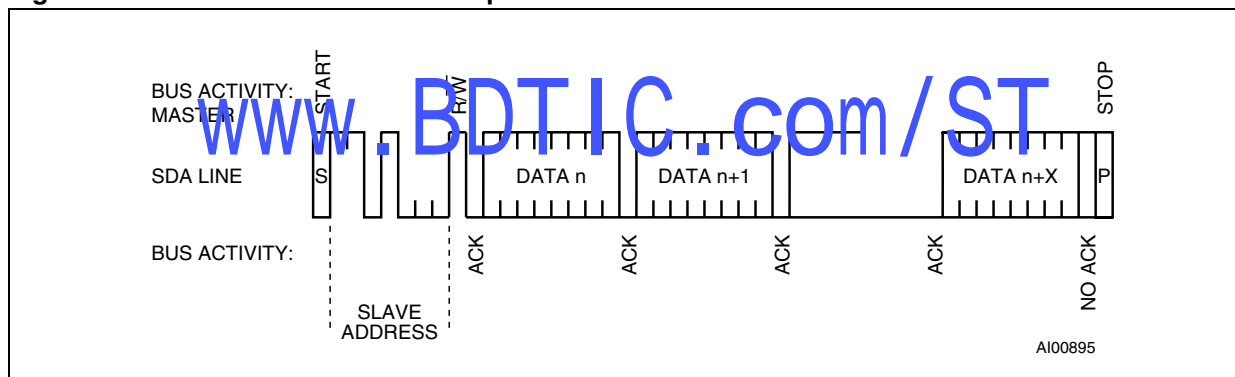 START
R/W
STOP
BUS ACTIVITY:
MASTER
www.BDTIC.com/ST
SDA LINE
S
DATA n
DATA n+1
DATA n+X
P
BUS ACTIVITY:
ACK
ACK
ACK
ACK
NO ACK
SLAVE
ADDRESS
AI00895